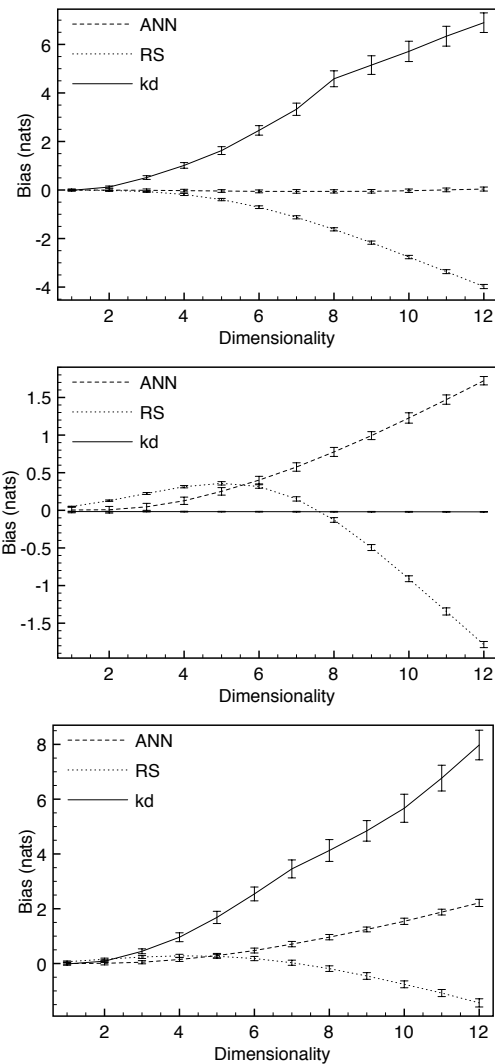 ANN
RS
kd
6
4
2
0
-2
-4
Bias (nats)
2 4 6 8 10 12
Dimensionality
ANN
RS
kd
1.5
1
0.5
0
-0.5
-1
-1.5
Bias (nats)
2 4 6 8 10 12
Dimensionality
ANN
RS
kd
8
6
4
2
0
Bias (nats)
2 4 6 8 10 12
Dimensionality